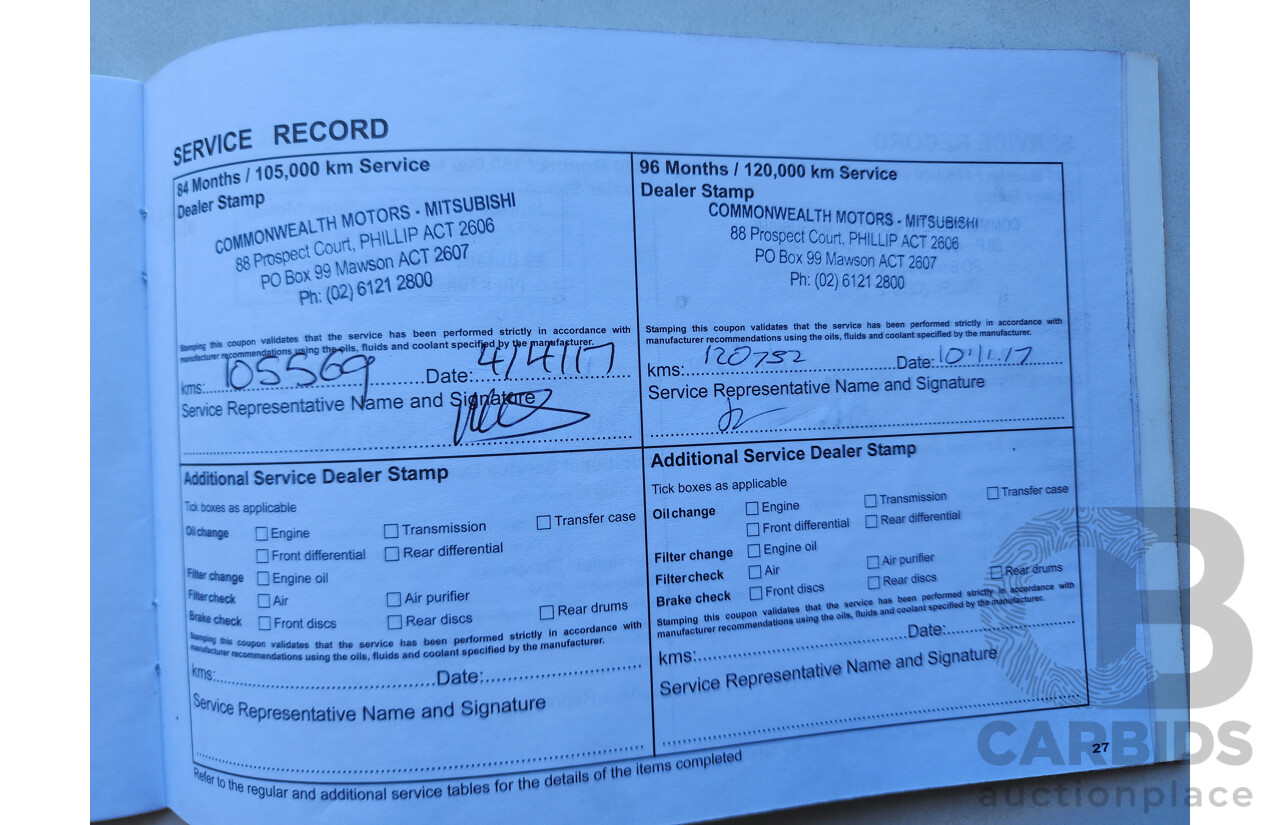 SERVICE RECORD
84 Months / 105,000 km Service
Dealer Stamp
COMMONWEALTH MOTORS - MITSUBISHI
88 Prospect Court, PHILLIP ACT 2606
PO Box 99 Mawson ACT 2607
Ph: (02) 6121 2800
Stamping this coupon validates that the service has been performed strictly in accordance with
manufacturer recommendations using the oils, fluids and coolant specified by the manufacturer.
kms: 105569 Date: 4/4/17
Service Representative Name and Signature
Additional Service Dealer Stamp
Tick boxes as applicable
Oil change Engine Transmission Transfer case
Front differential Rear differential
Filter change Engine oil
Filter check Air Air purifier
Brake check Front discs Rear discs Rear drums
Stamping this coupon validates that the service has been performed strictly in accordance with
manufacturer recommendations using the oils, fluids and coolant specified by the manufacturer.
kms: Date:
Service Representative Name and Signature
96 Months / 120,000 km Service
Dealer Stamp
COMMONWEALTH MOTORS - MITSUBISHI
88 Prospect Court, PHILLIP ACT 2606
PO Box 99 Mawson ACT 2607
Ph: (02) 6121 2800
Stamping this coupon validates that the service has been performed strictly in accordance with
manufacturer recommendations using the oils, fluids and coolant specified by the manufacturer.
kms: 120752 Date: 10.11.17
Service Representative Name and Signature
Additional Service Dealer Stamp
Tick boxes as applicable
Oil change Engine Transmission Transfer case
Front differential Rear differential
Filter change Engine oil
Filter check Air Air purifier
Brake check Front discs Rear discs Rear drums
Stamping this coupon validates that the service has been performed strictly in accordance with
manufacturer recommendations using the oils, fluids and coolant specified by the manufacturer.
kms: Date:
Service Representative Name and Signature
Refer to the regular and additional service tables for the details of the items completed
27
CARBIDS
auctionplace